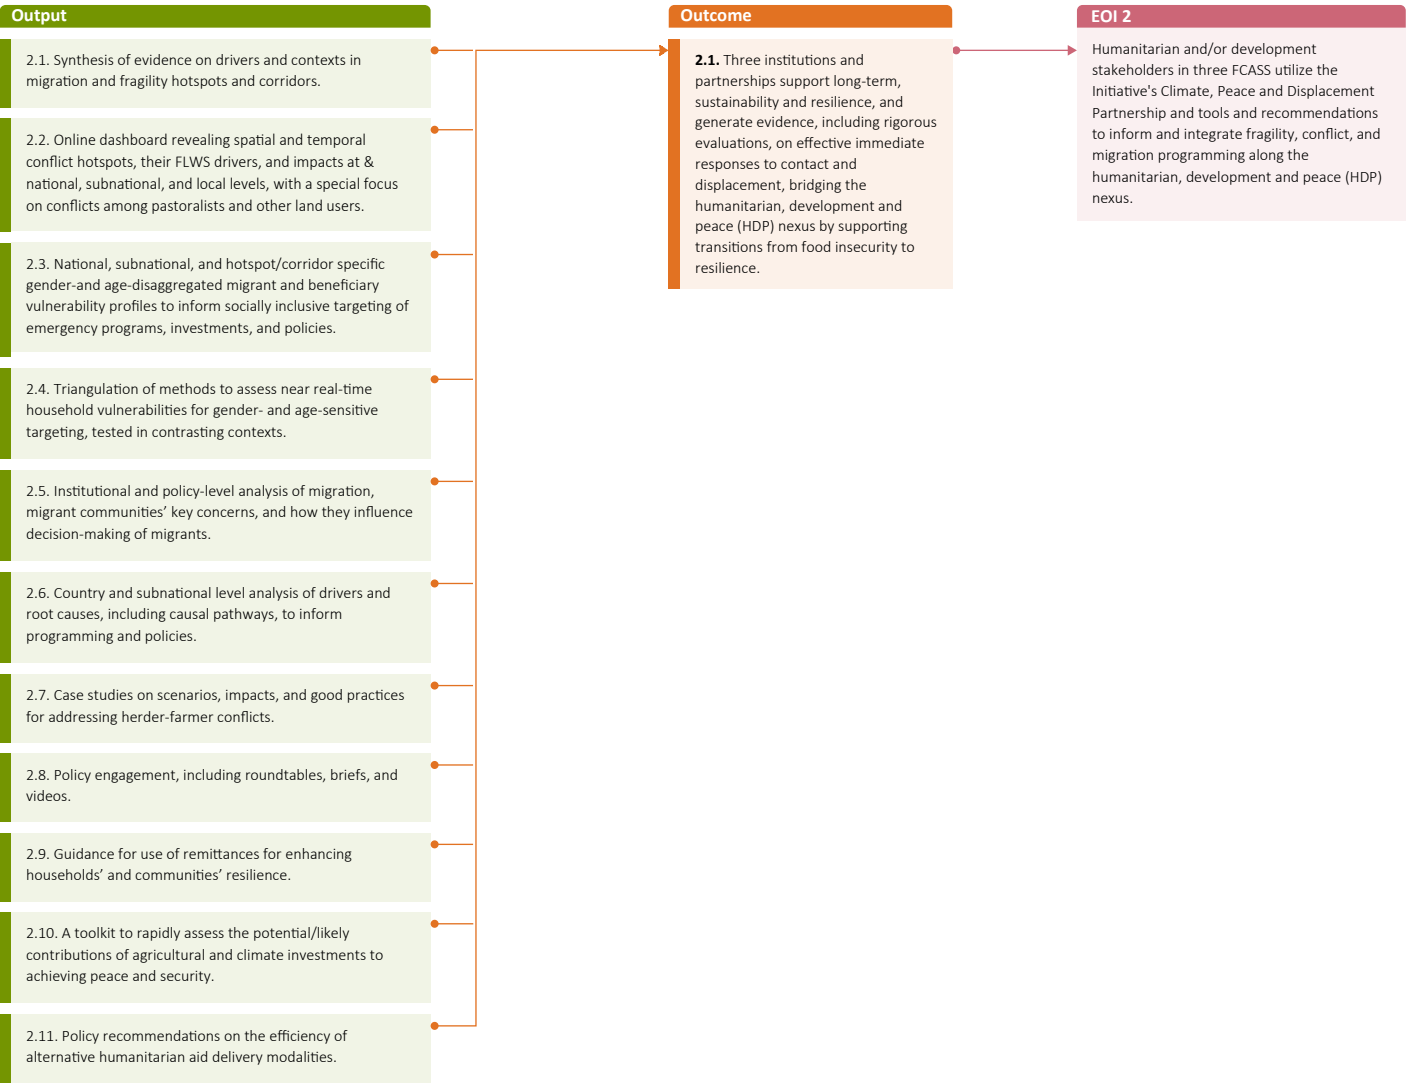 Output
2.1. Synthesis of evidence on drivers and contexts in
migration and fragility hotspots and corridors.
2.2. Online dashboard revealing spatial and temporal
conflict hotspots, their FLWS drivers, and impacts at &
national, subnational, and local levels, with a special focus
on conflicts among pastoralists and other land users.
2.3. National, subnational, and hotspot/corridor specific
gender-and age-disaggregated migrant and beneficiary
vulnerability profiles to inform socially inclusive targeting of
emergency programs, investments, and policies.
2.4. Triangulation of methods to assess near real-time
household vulnerabilities for gender- and age-sensitive
targeting, tested in contrasting contexts.
2.5. Institutional and policy-level analysis of migration,
migrant communities’ key concerns, and how they influence
decision-making of migrants.
2.6. Country and subnational level analysis of drivers and
root causes, including causal pathways, to inform
programming and policies.
2.7. Case studies on scenarios, impacts, and good practices
for addressing herder-farmer conflicts.
2.8. Policy engagement, including roundtables, briefs, and
videos.
2.9. Guidance for use of remittances for enhancing
households’ and communities’ resilience.
2.10. A toolkit to rapidly assess the potential/likely
contributions of agricultural and climate investments to
achieving peace and security.
2.11. Policy recommendations on the efficiency of
alternative humanitarian aid delivery modalities.
Outcome
2.1. Three institutions and
partnerships support long-term,
sustainability and resilience, and
generate evidence, including rigorous
evaluations, on effective immediate
responses to contact and
displacement, bridging the
humanitarian, development and
peace (HDP) nexus by supporting
transitions from food insecurity to
resilience.
EOI 2
Humanitarian and/or development
stakeholders in three FCASS utilize the
Initiative's Climate, Peace and Displacement
Partnership and tools and recommendations
to inform and integrate fragility, conflict, and
migration programming along the
humanitarian, development and peace (HDP)
nexus.